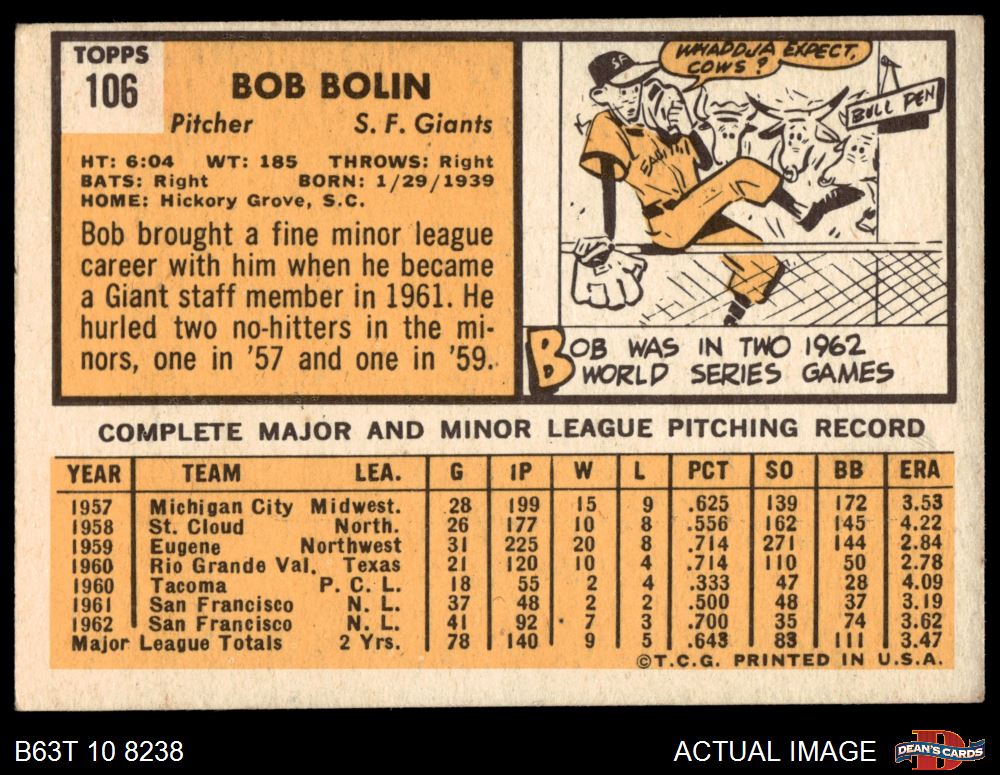 TOPPS
106
BOB BOLIN
Pitcher S. F. Giants
HT: 6:04 WT: 185 THROWS: Right
BATS: Right BORN: 1/29/1939
HOME: Hickory Grove, S.C.
Bob brought a fine minor league
career with him when he became
a Giant staff member in 1961. He
hurled two no-hitters in the mi-
nors, one in '57 and one in '59.
WHADDJA EXPECT,
COWS?
BULL PEN
SF
BOB WAS IN TWO 1962
WORLD SERIES GAMES
COMPLETE MAJOR AND MINOR LEAGUE PITCHING RECORD
YEAR TEAM LEA. G IP W L PCT SO BB ERA
1957 Michigan City Midwest. 28 199 15 9 .625 139 172 3.53
1958 St. Cloud North. 26 177 10 8 .556 162 145 4.22
1959 Eugene Northwest 31 225 20 8 .714 271 144 2.84
1960 Rio Grande Val. Texas 21 120 10 4 .714 110 50 2.78
1960 Tacoma P. C. L. 18 55 2 4 .333 47 28 4.09
1961 San Francisco N. L. 37 48 2 2 .500 48 37 3.19
1962 San Francisco N. L. 41 92 7 3 .700 35 74 3.62
Major League Totals 2 Yrs. 78 140 9 5 .643 83 111 3.47
©T.C.G. PRINTED IN U.S.A.
B63T 10 8238
ACTUAL IMAGE
DEAN'S CARDS